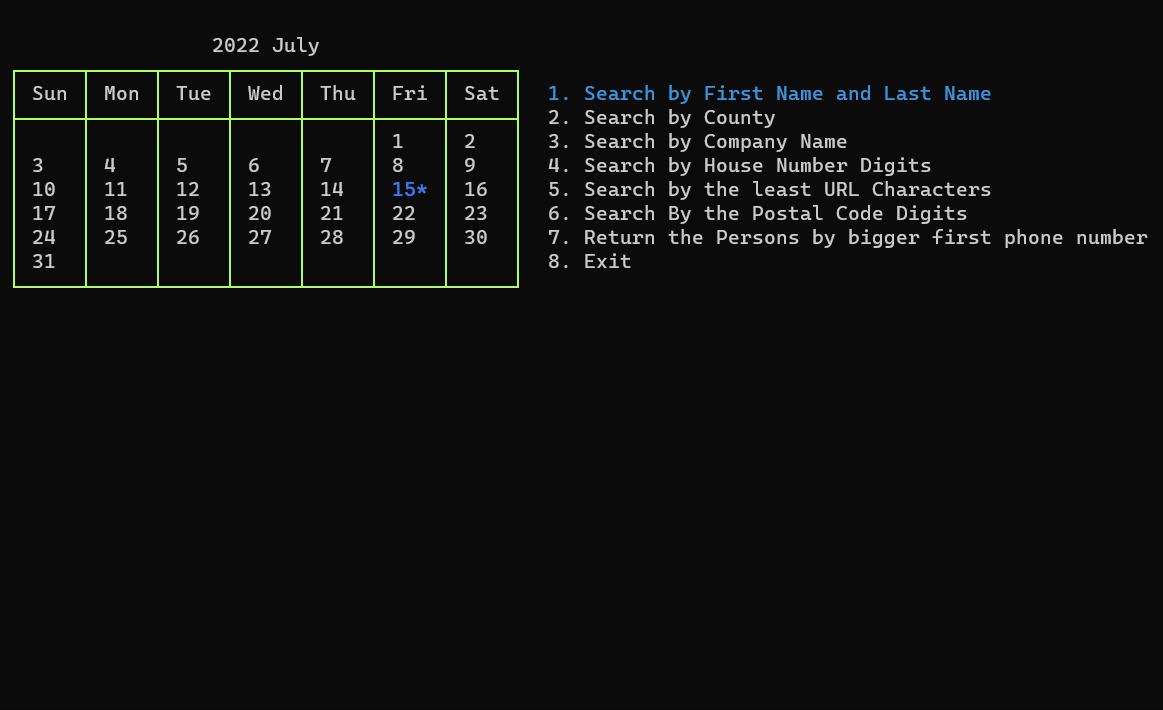 2022 July
Sun Mon Tue Wed Thu Fri Sat
1 2
3 4 5 6 7 8 9
10 11 12 13 14 15* 16
17 18 19 20 21 22 23
24 25 26 27 28 29 30
31
1. Search by First Name and Last Name
2. Search by County
3. Search by Company Name
4. Search by House Number Digits
5. Search by the least URL Characters
6. Search By the Postal Code Digits
7. Return the Persons by bigger first phone number
8. Exit